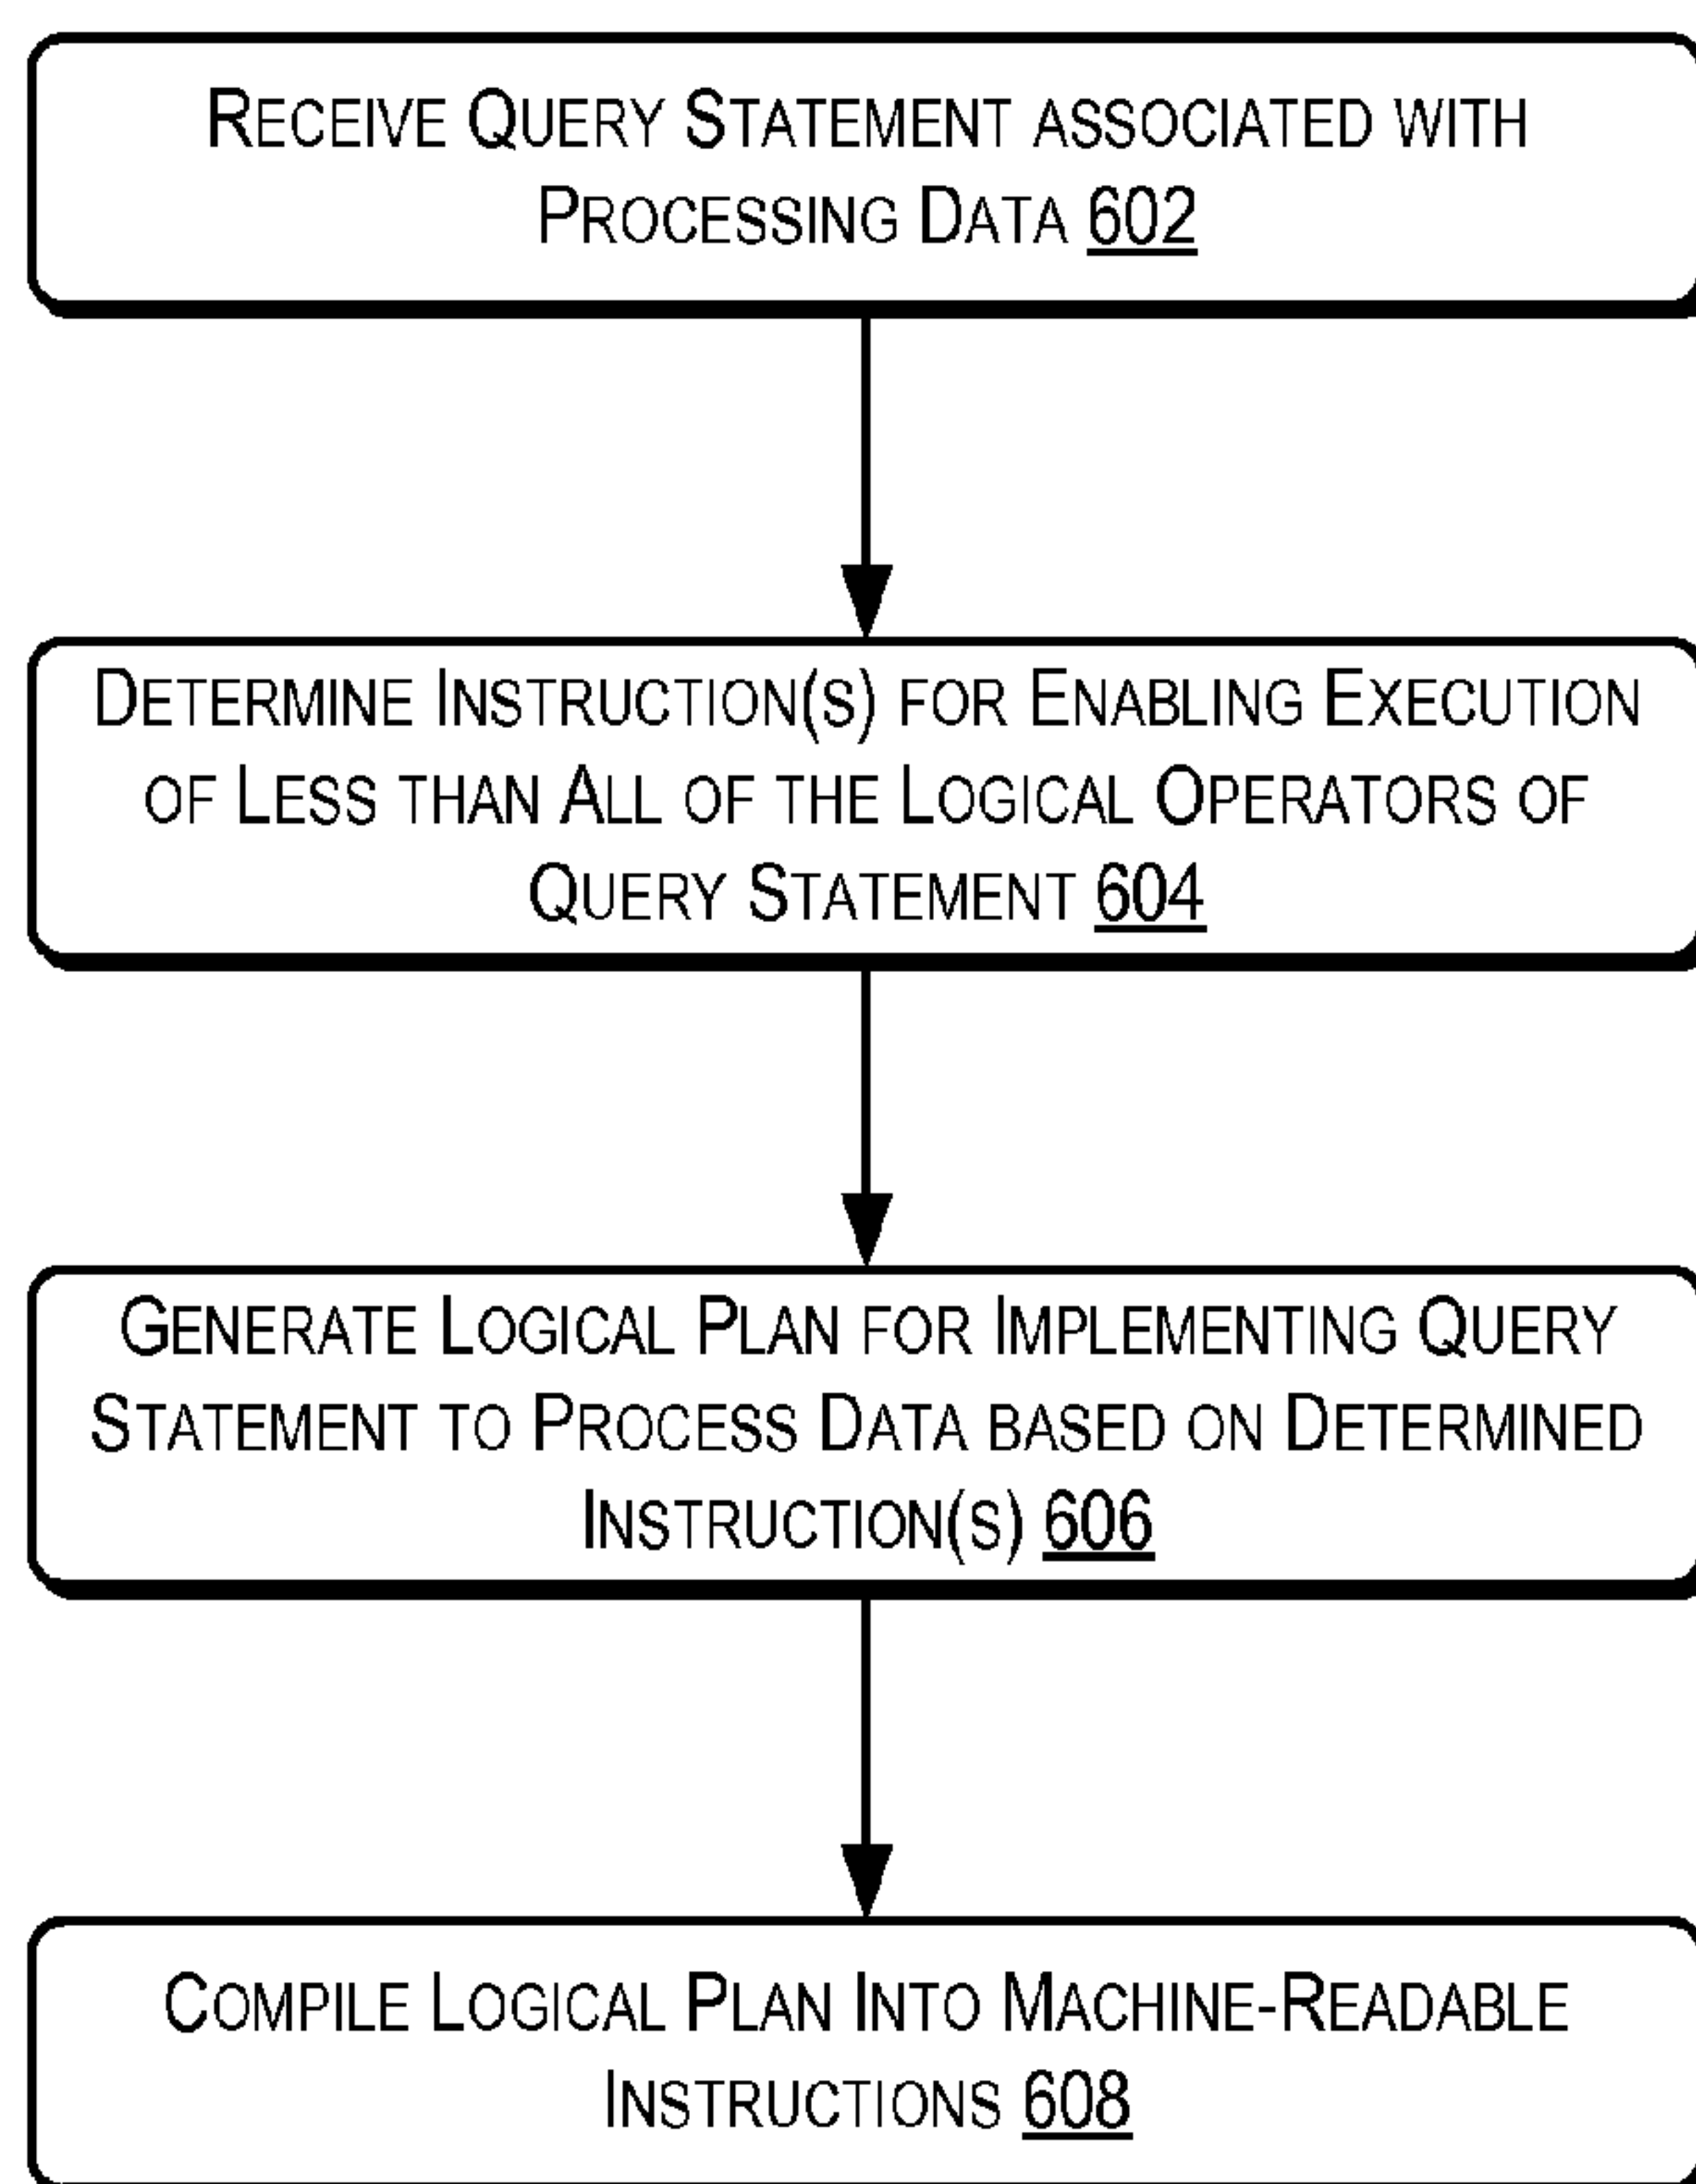 Receive Query Statement associated with
Processing Data 602
Determine Instruction(s) for Enabling Execution
of Less than All of the Logical Operators of
Query Statement 604
Generate Logical Plan for Implementing Query
Statement to Process Data based on Determined
Instruction(s) 606
Compile Logical Plan Into Machine-Readable
Instructions 608